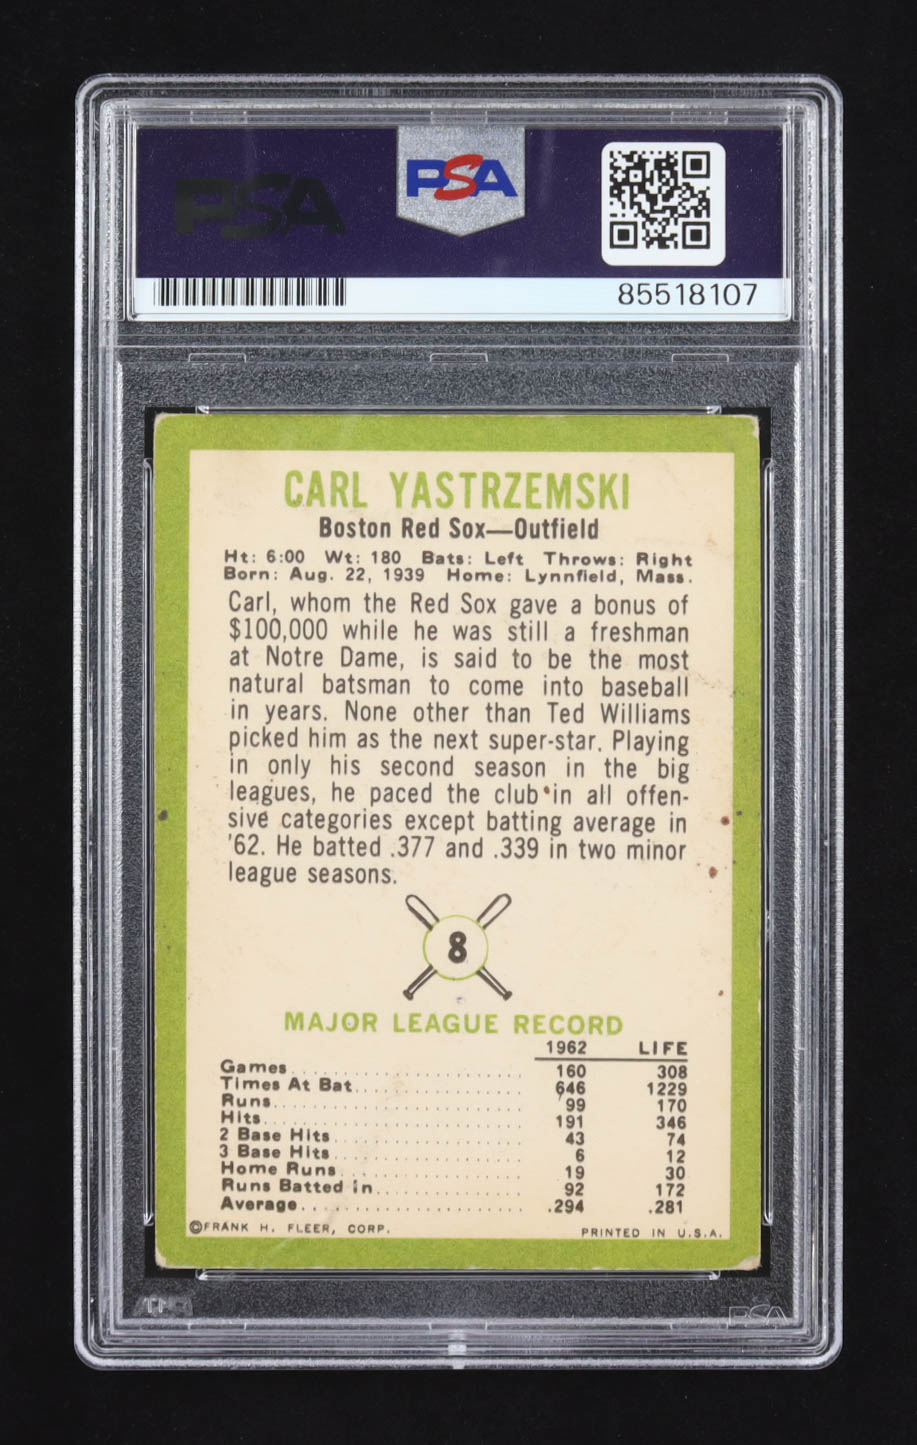 PSA
PSA
85518107
CARL YASTRZEMSKI
Boston Red Sox—Outfield
Ht: 6:00 Wt: 180 Bats: Left Throws: Right
Born: Aug. 22, 1939 Home: Lynnfield, Mass.
Carl, whom the Red Sox gave a bonus of
$100,000 while he was still a freshman
at Notre Dame, is said to be the most
natural batsman to come into baseball
in years. None other than Ted Williams
picked him as the next super-star. Playing
in only his second season in the big
leagues, he paced the club in all offen-
sive categories except batting average in
'62. He batted .377 and .339 in two minor
league seasons.
8
MAJOR LEAGUE RECORD
1962 LIFE
Games 160 308
Times At Bat 646 1229
Runs 99 170
Hits 191 346
2 Base Hits 43 74
3 Base Hits 6 12
Home Runs 19 30
Runs Batted in 92 172
Average .294 .281
©FRANK H. FLEER, CORP. PRINTED IN U.S.A.
PSA